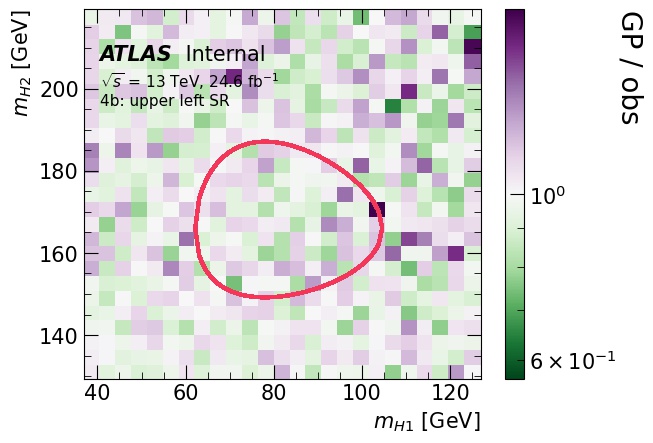 ATLAS Internal
√s = 13 TeV, 24.6 fb⁻¹
4b: upper left SR
m_H2 [GeV]
200
180
160
140
40 60 80 100 120
m_H1 [GeV]
GP / obs
10⁰
6 × 10⁻¹